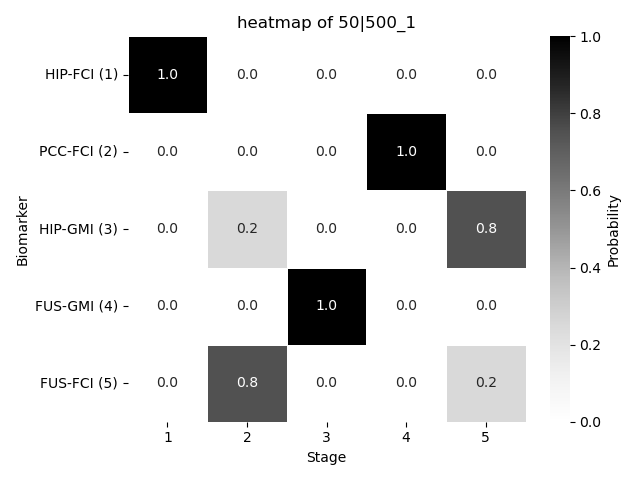 heatmap of 50|500_1
HIP-FCI (1) 1.0 0.0 0.0 0.0 0.0
PCC-FCI (2) 0.0 0.0 0.0 1.0 0.0
HIP-GMI (3) 0.0 0.2 0.0 0.0 0.8
FUS-GMI (4) 0.0 0.0 1.0 0.0 0.0
FUS-FCI (5) 0.0 0.8 0.0 0.0 0.2
1 2 3 4 5
Stage
Biomarker
1.0
0.8
0.6
0.4
0.2
0.0
Probability